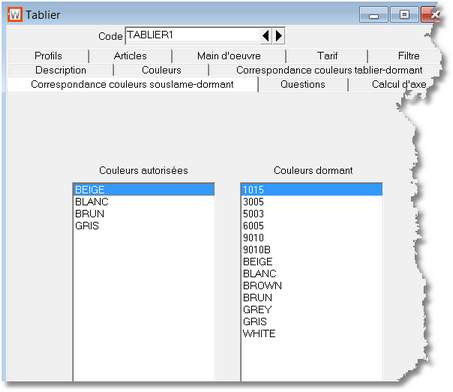 Tablier
Code TABLIER1
Profils Articles Main d'oeuvre Tarif Filtre
Description Couleurs Correspondance couleurs tablier-dormant
Correspondance couleurs souslame-dormant Questions Calcul d'axe
Couleurs autorisées Couleurs dormant
BEIGE
BLANC
BRUN
GRIS
1015
3005
5003
6005
9010
9010B
BEIGE
BLANC
BROWN
BRUN
GREY
GRIS
WHITE